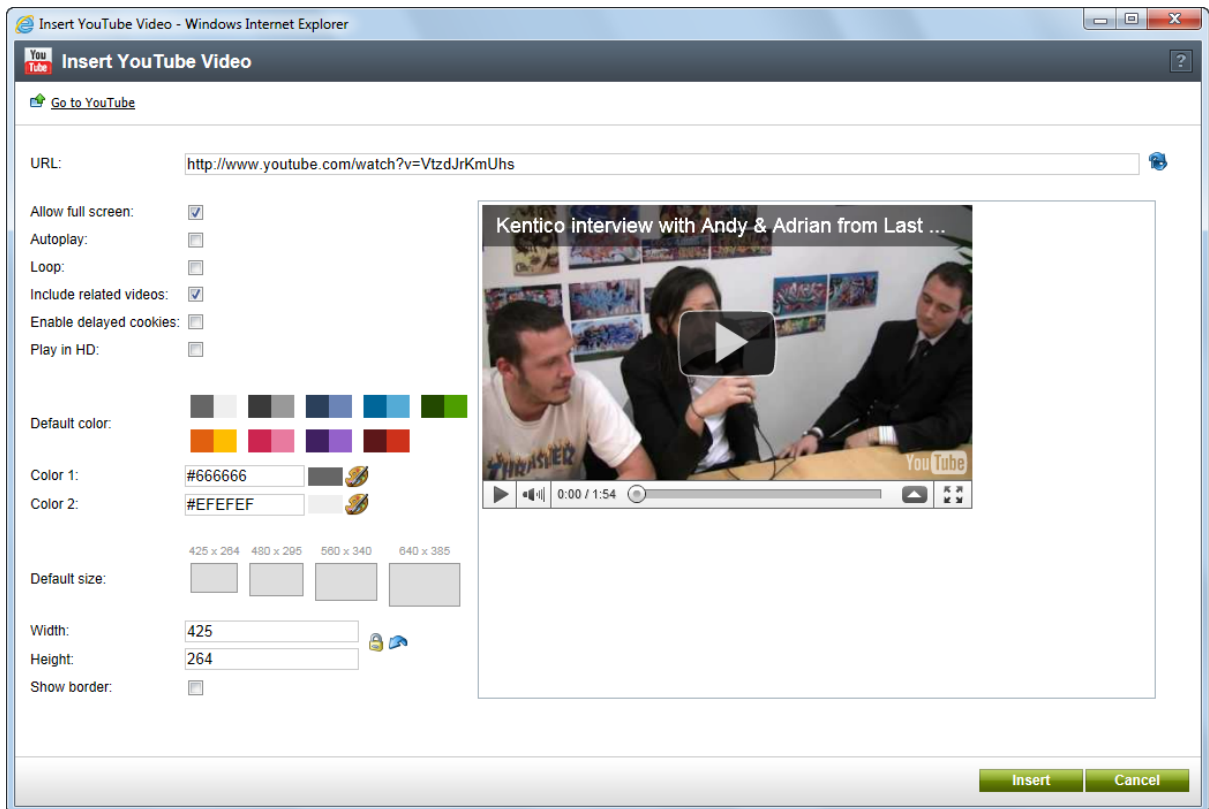 Insert YouTube Video - Windows Internet Explorer
You Tube
Insert YouTube Video
?
Go to YouTube
URL:
http://www.youtube.com/watch?v=VtzdJrKmUhs
Allow full screen:
Autoplay:
Loop:
Include related videos:
Enable delayed cookies:
Play in HD:
Kentico interview with Andy & Adrian from Last ...
THRASHER
YouTube
0:00 / 1:54
Default color:
Color 1:
#666666
Color 2:
#EFEFEF
425 x 264 480 x 295 560 x 340 640 x 385
Default size:
Width:
425
Height:
264
Show border:
Insert
Cancel